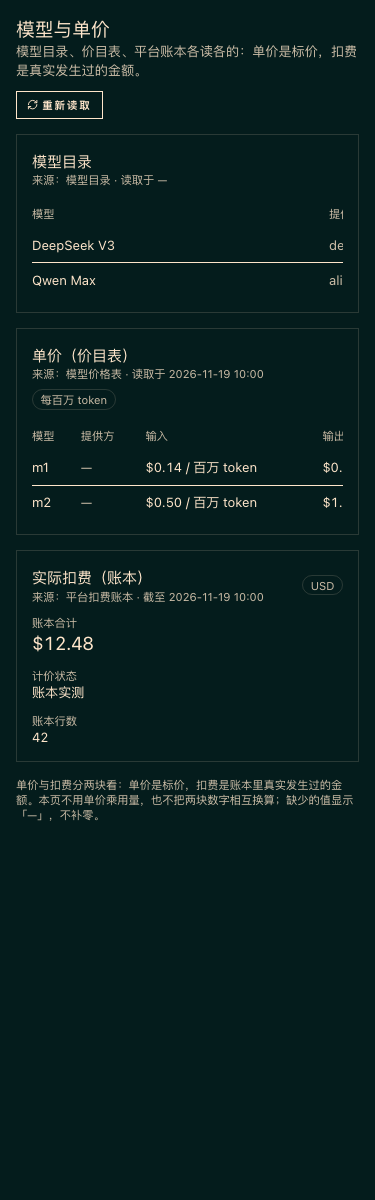 模型与单价
模型目录、价目表、平台账本各读各的：单价是标价，扣费
是真实发生过的金额。
重新读取
模型目录
来源：模型目录 · 读取于 —
模型 提
DeepSeek V3 de
Qwen Max ali
单价（价目表）
来源：模型价格表 · 读取于 2026-11-19 10:00
每百万 token
模型 提供方 输入 输出
m1 — $0.14 / 百万 token $0.
m2 — $0.50 / 百万 token $1.
实际扣费（账本）
USD
来源：平台扣费账本 · 截至 2026-11-19 10:00
账本合计
$12.48
计价状态
账本实测
账本行数
42
单价与扣费分两块看：单价是标价，扣费是账本里真实发生过的金
额。本页不用单价乘用量，也不把两块数字相互换算；缺少的值显示
「—」，不补零。